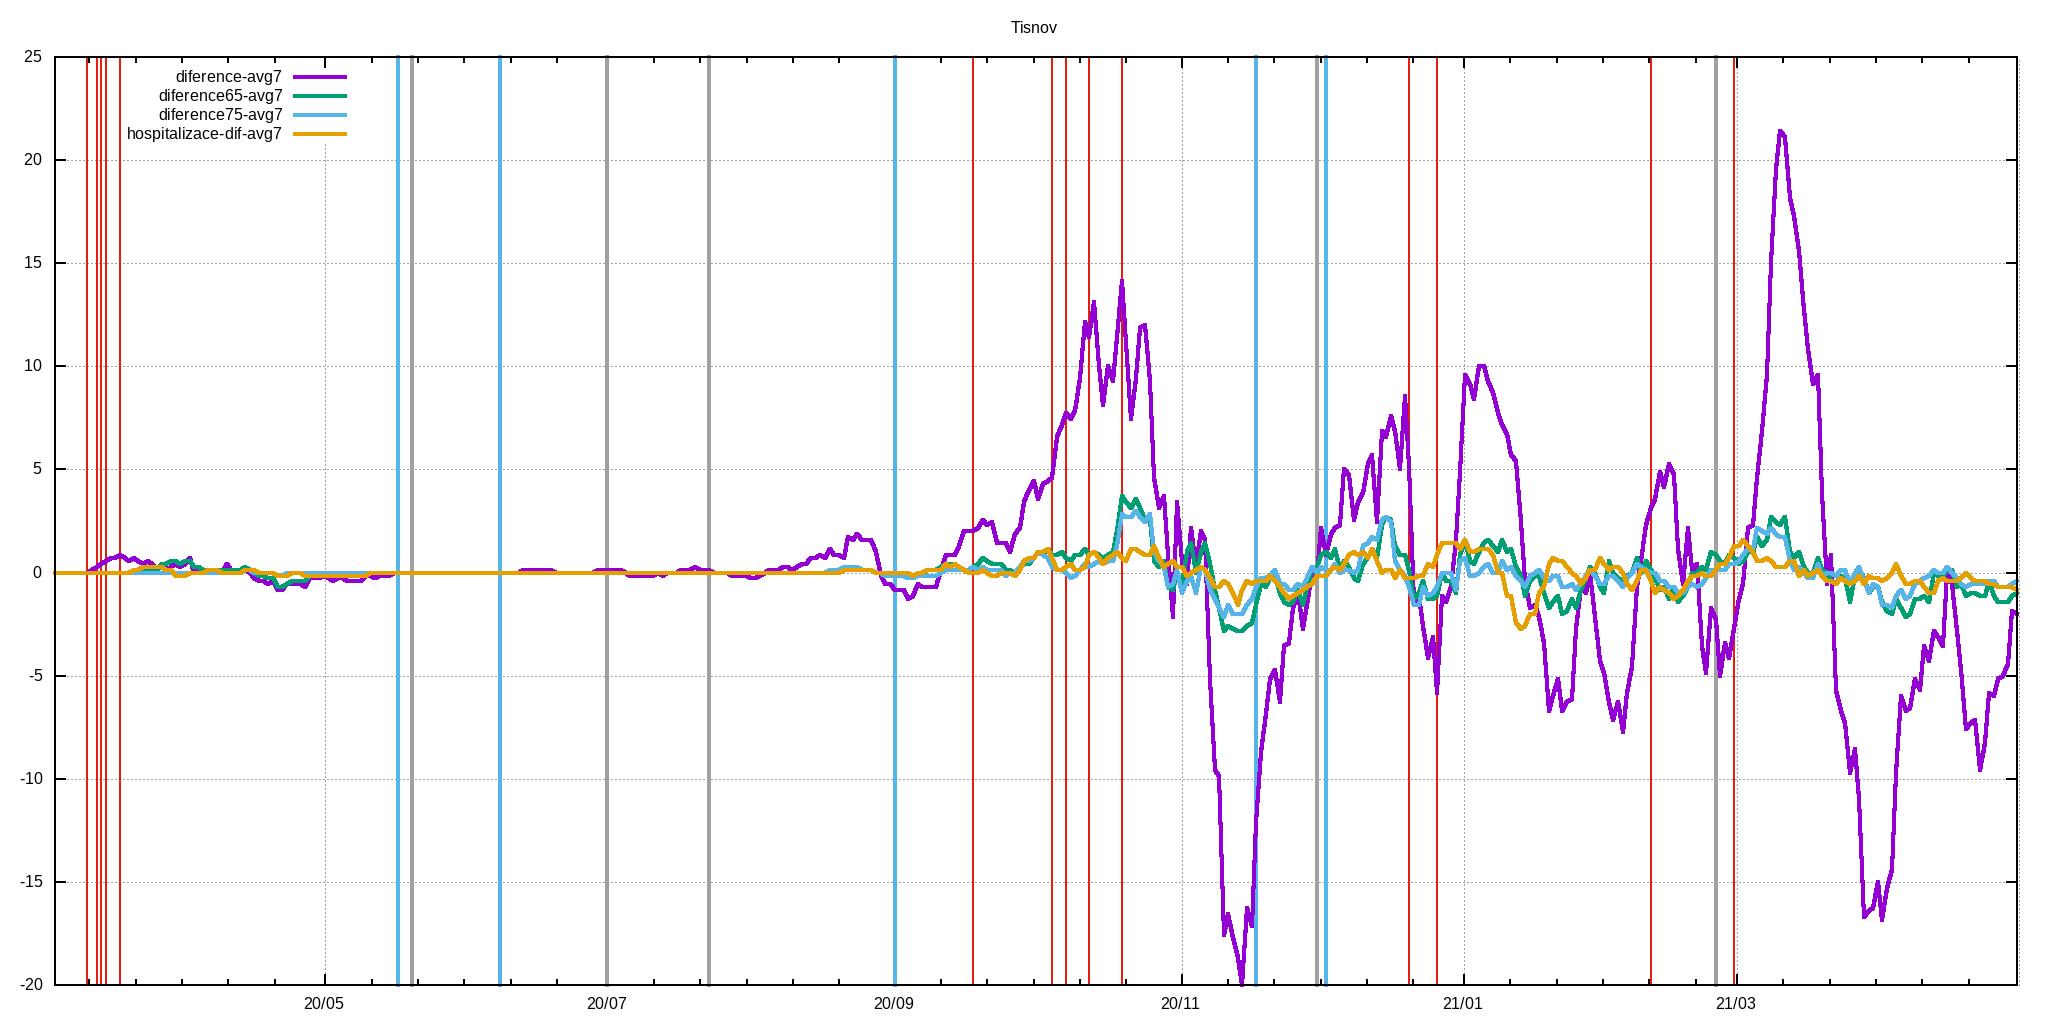 Tisnov
25
20
15
10
5
0
-5
-10
-15
-20
diference-avg7
diference65-avg7
diference75-avg7
hospitalizace-dif-avg7
20/05 20/07 20/09 20/11 21/01 21/03